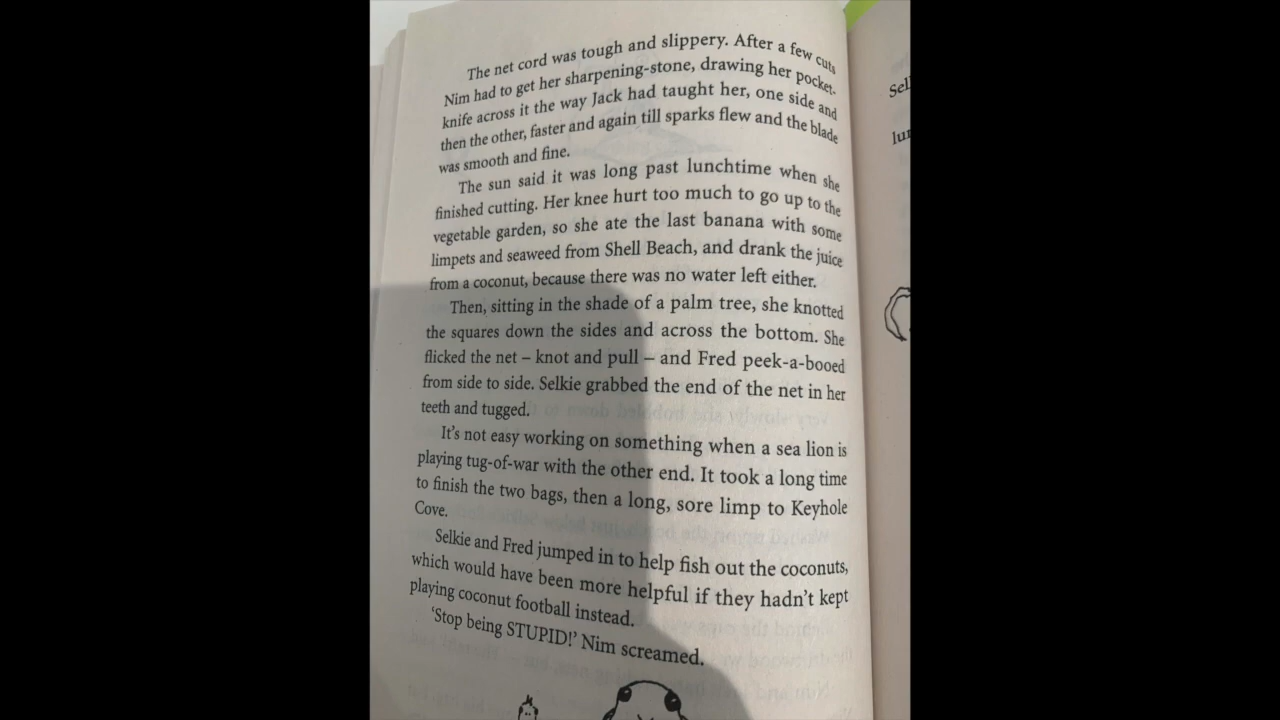 The net cord was tough and slippery. After a few cuts
Nim had to get her sharpening-stone, drawing her pocket-
knife across it the way Jack had taught her, one side and
then the other, faster and again till sparks flew and the blade
was smooth and fine.
The sun said it was long past lunchtime when she
finished cutting. Her knee hurt too much to go up to the
vegetable garden, so she ate the last banana with some
limpets and seaweed from Shell Beach, and drank the juice
from a coconut, because there was no water left either.
Then, sitting in the shade of a palm tree, she knotted
the squares down the sides and across the bottom. She
flicked the net – knot and pull – and Fred peek-a-booed
from side to side. Selkie grabbed the end of the net in her
teeth and tugged.
It's not easy working on something when a sea lion is
playing tug-of-war with the other end. It took a long time
to finish the two bags, then a long, sore limp to Keyhole
Cove.
Selkie and Fred jumped in to help fish out the coconuts,
which would have been more helpful if they hadn't kept
playing coconut football instead.
'Stop being STUPID!' Nim screamed.